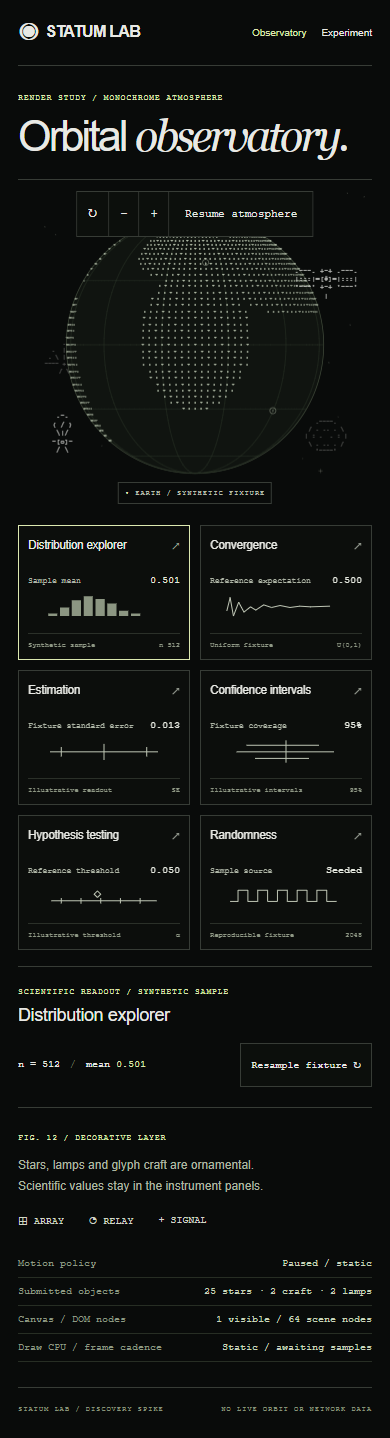 STATUM LAB
Observatory Experiment
RENDER STUDY / MONOCHROME ATMOSPHERE
Orbital observatory.
↻ − + Resume atmosphere
• EARTH / SYNTHETIC FIXTURE
Distribution explorer ↗
Sample mean 0.501
Synthetic sample n 512
Convergence ↗
Reference expectation 0.500
Uniform fixture U(0,1)
Estimation ↗
Fixture standard error 0.013
Illustrative readout SE
Confidence intervals ↗
Fixture coverage 95%
Illustrative intervals 95%
Hypothesis testing ↗
Reference threshold 0.050
Illustrative threshold α
Randomness ↗
Sample source Seeded
Reproducible fixture 2048
SCIENTIFIC READOUT / SYNTHETIC SAMPLE
Distribution explorer
n = 512 / mean 0.501
Resample fixture ↻
FIG. 12 / DECORATIVE LAYER
Stars, lamps and glyph craft are ornamental.
Scientific values stay in the instrument panels.
⊞ ARRAY ◔ RELAY + SIGNAL
Motion policy Paused / static
Submitted objects 25 stars · 2 craft · 2 lamps
Canvas / DOM nodes 1 visible / 64 scene nodes
Draw CPU / frame cadence Static / awaiting samples
STATUM LAB / DISCOVERY SPIKE
NO LIVE ORBIT OR NETWORK DATA